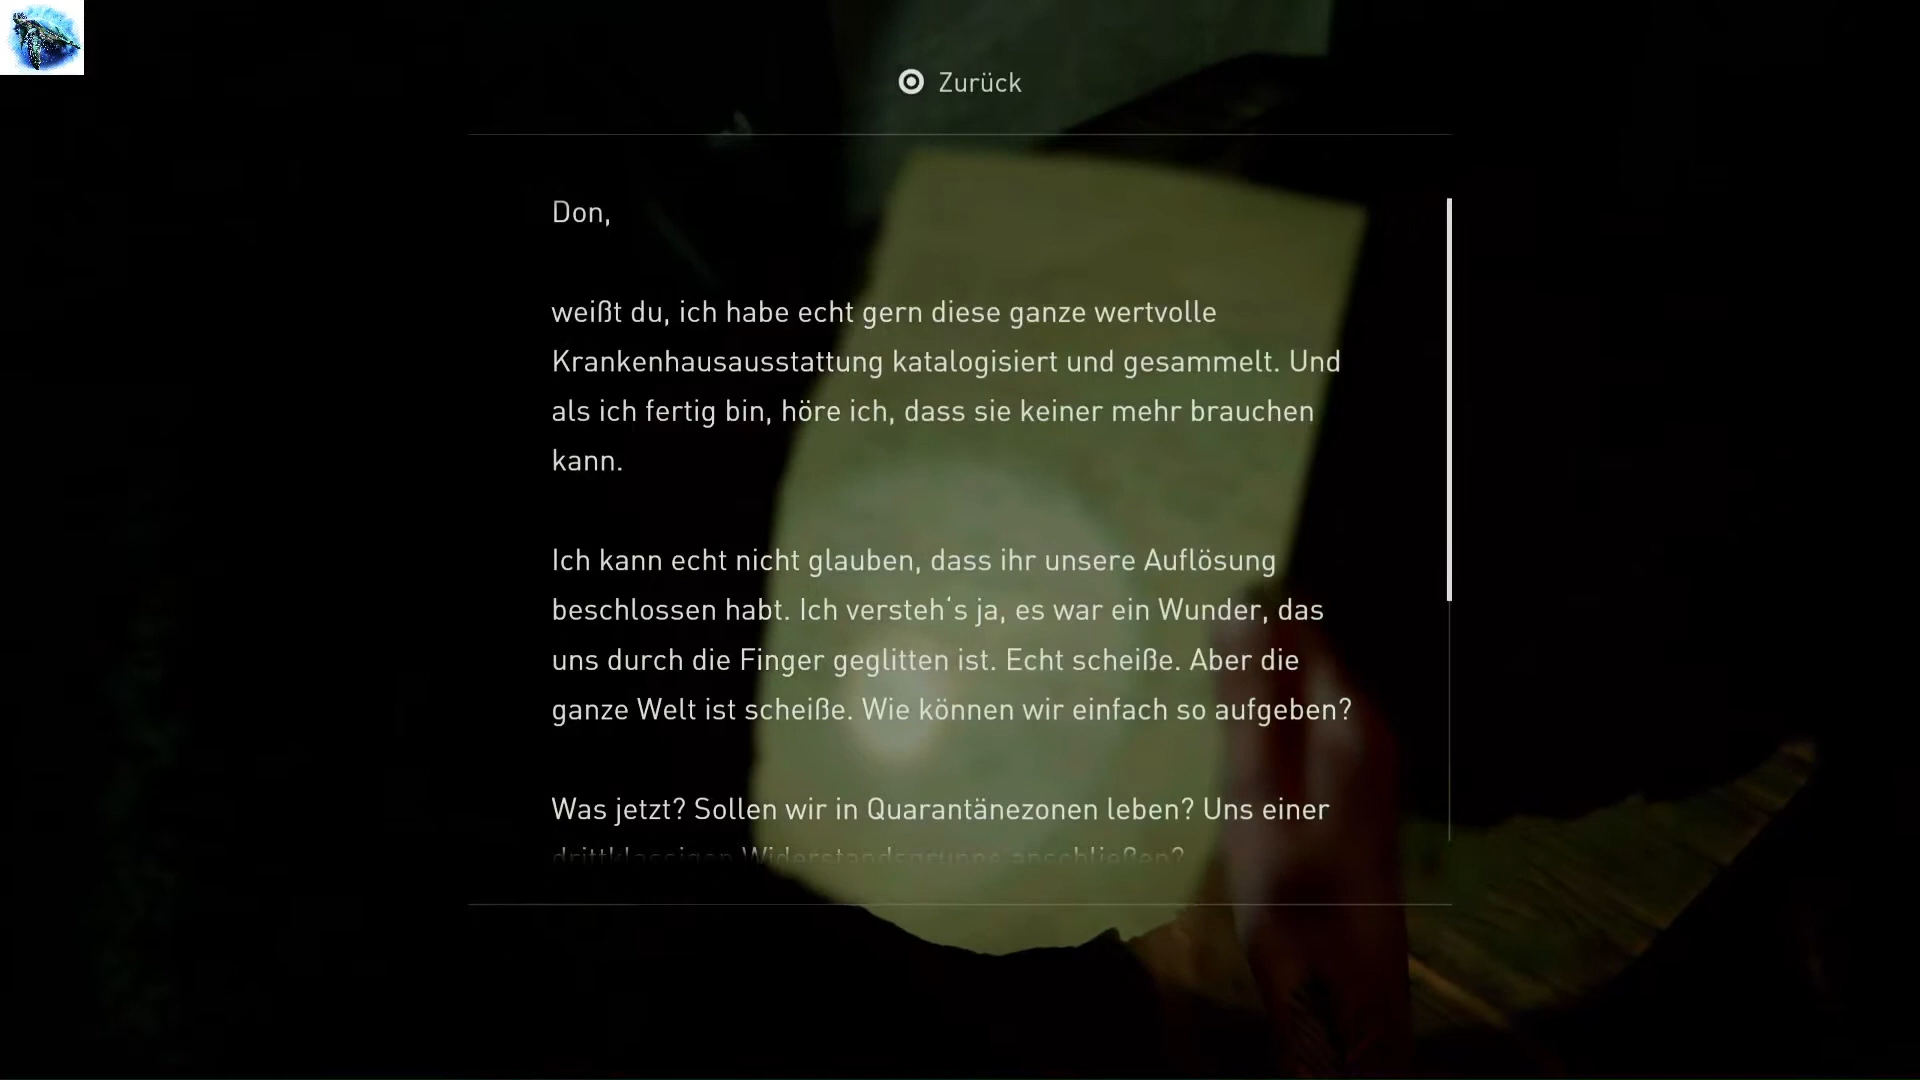 Zurück
Don,
weißt du, ich habe echt gern diese ganze wertvolle
Krankenhausausstattung katalogisiert und gesammelt. Und
als ich fertig bin, höre ich, dass sie keiner mehr brauchen
kann.
Ich kann echt nicht glauben, dass ihr unsere Auflösung
beschlossen habt. Ich versteh‘s ja, es war ein Wunder, das
uns durch die Finger geglitten ist. Echt scheiße. Aber die
ganze Welt ist scheiße. Wie können wir einfach so aufgeben?
Was jetzt? Sollen wir in Quarantänezonen leben? Uns einer
drittklassigen Widerstandsgruppe anschließen?